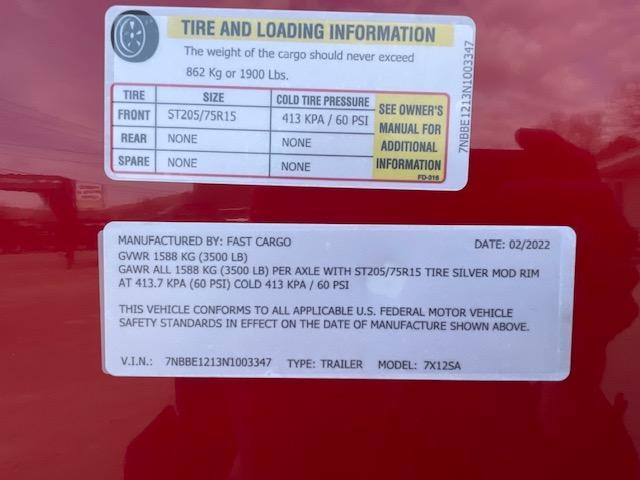 TIRE AND LOADING INFORMATION
The weight of the cargo should never exceed
862 Kg or 1900 Lbs.
TIRE SIZE COLD TIRE PRESSURE SEE OWNER'S MANUAL FOR ADDITIONAL INFORMATION
FRONT ST205/75R15 413 KPA / 60 PSI
REAR NONE NONE
SPARE NONE NONE
FD-316
7NBBE1213N1003347
MANUFACTURED BY: FAST CARGO DATE: 02/2022
GVWR 1588 KG (3500 LB)
GAWR ALL 1588 KG (3500 LB) PER AXLE WITH ST205/75R15 TIRE SILVER MOD RIM
AT 413.7 KPA (60 PSI) COLD 413 KPA / 60 PSI
THIS VEHICLE CONFORMS TO ALL APPLICABLE U.S. FEDERAL MOTOR VEHICLE
SAFETY STANDARDS IN EFFECT ON THE DATE OF MANUFACTURE SHOWN ABOVE.
V.I.N.: 7NBBE1213N1003347 TYPE: TRAILER MODEL: 7X12SA